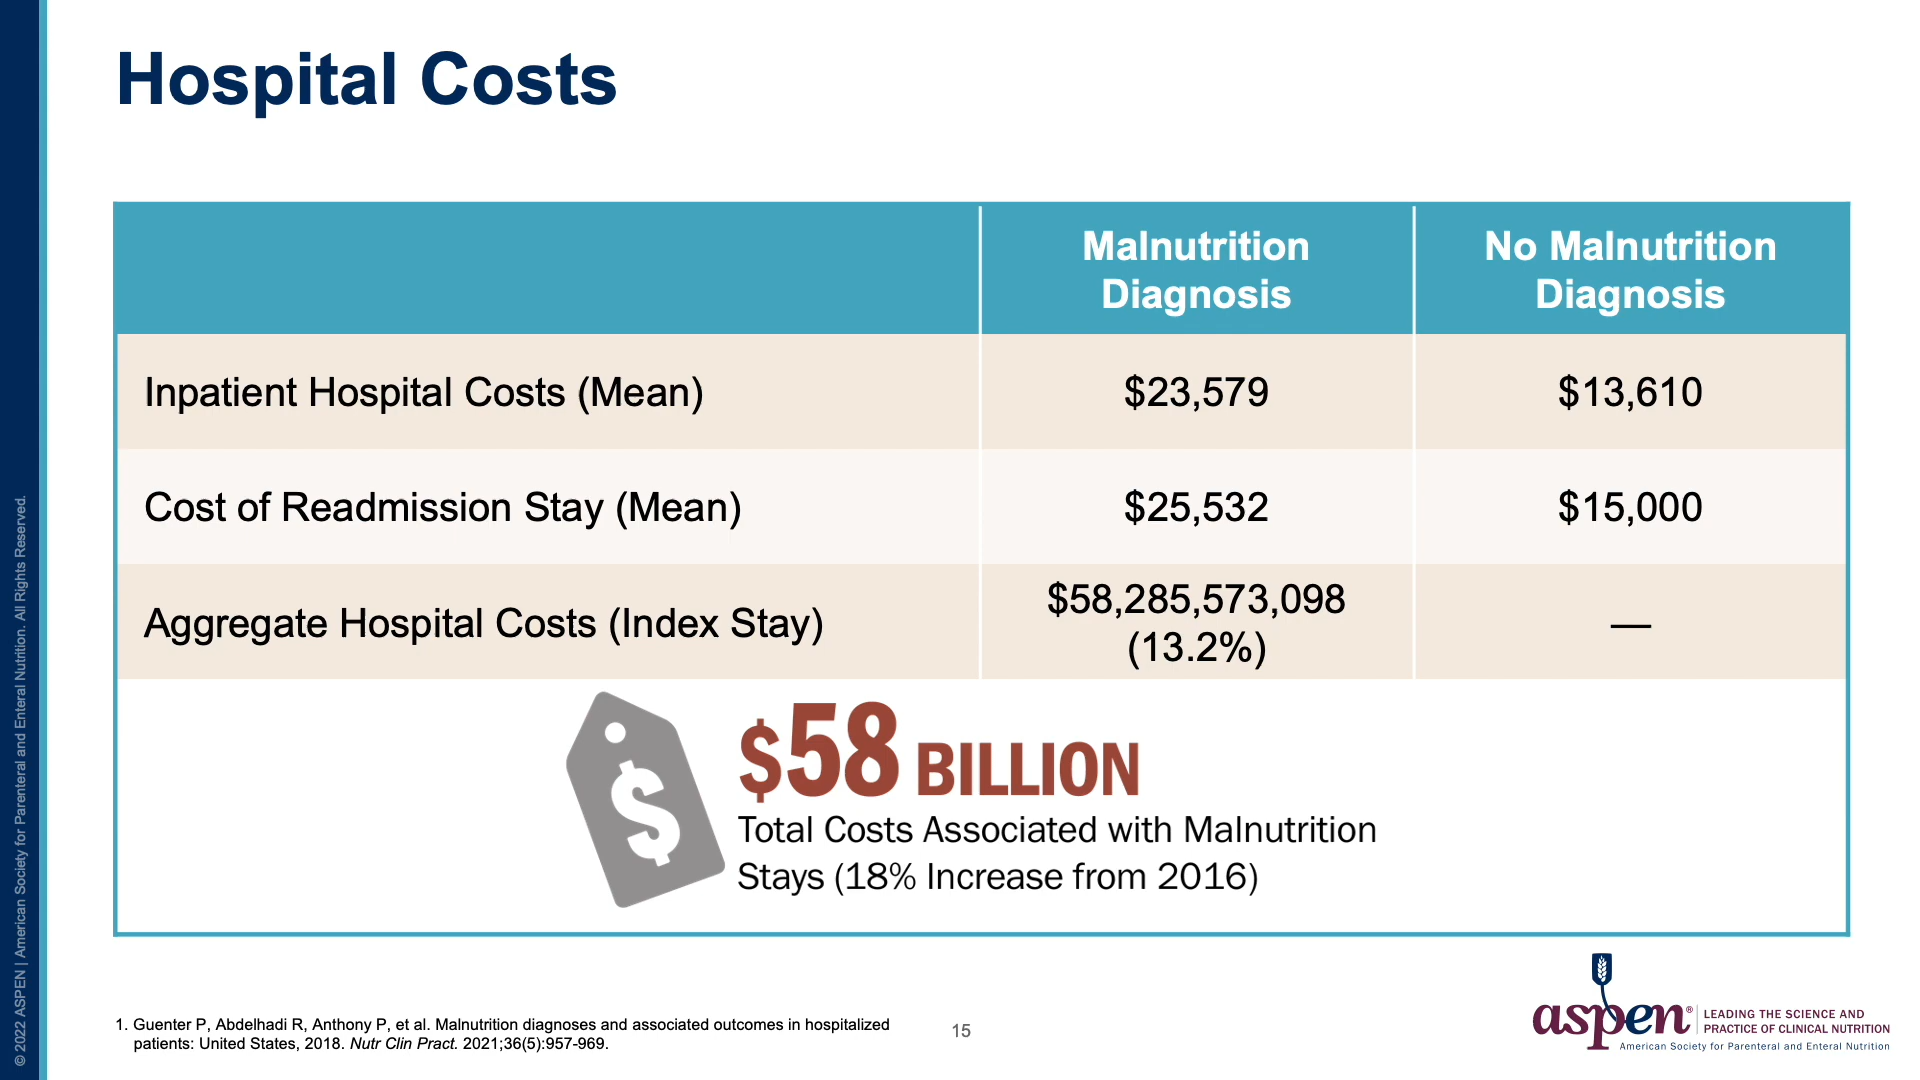 Hospital Costs
Malnutrition
Diagnosis
No Malnutrition
Diagnosis
Inpatient Hospital Costs (Mean)
$23,579
$13,610
Cost of Readmission Stay (Mean)
$25,532
$15,000
Aggregate Hospital Costs (Index Stay)
$58,285,573,098
(13.2%)
—
$
$58 BILLION
Total Costs Associated with Malnutrition
Stays (18% Increase from 2016)
1. Guenter P, Abdelhadi R, Anthony P, et al. Malnutrition diagnoses and associated outcomes in hospitalized
patients: United States, 2018. Nutr Clin Pract. 2021;36(5):957-969.
15
aspen®
LEADING THE SCIENCE AND
PRACTICE OF CLINICAL NUTRITION
American Society for Parenteral and Enteral Nutrition
© 2022 ASPEN | American Society for Parenteral and Enteral Nutrition. All Rights Reserved.